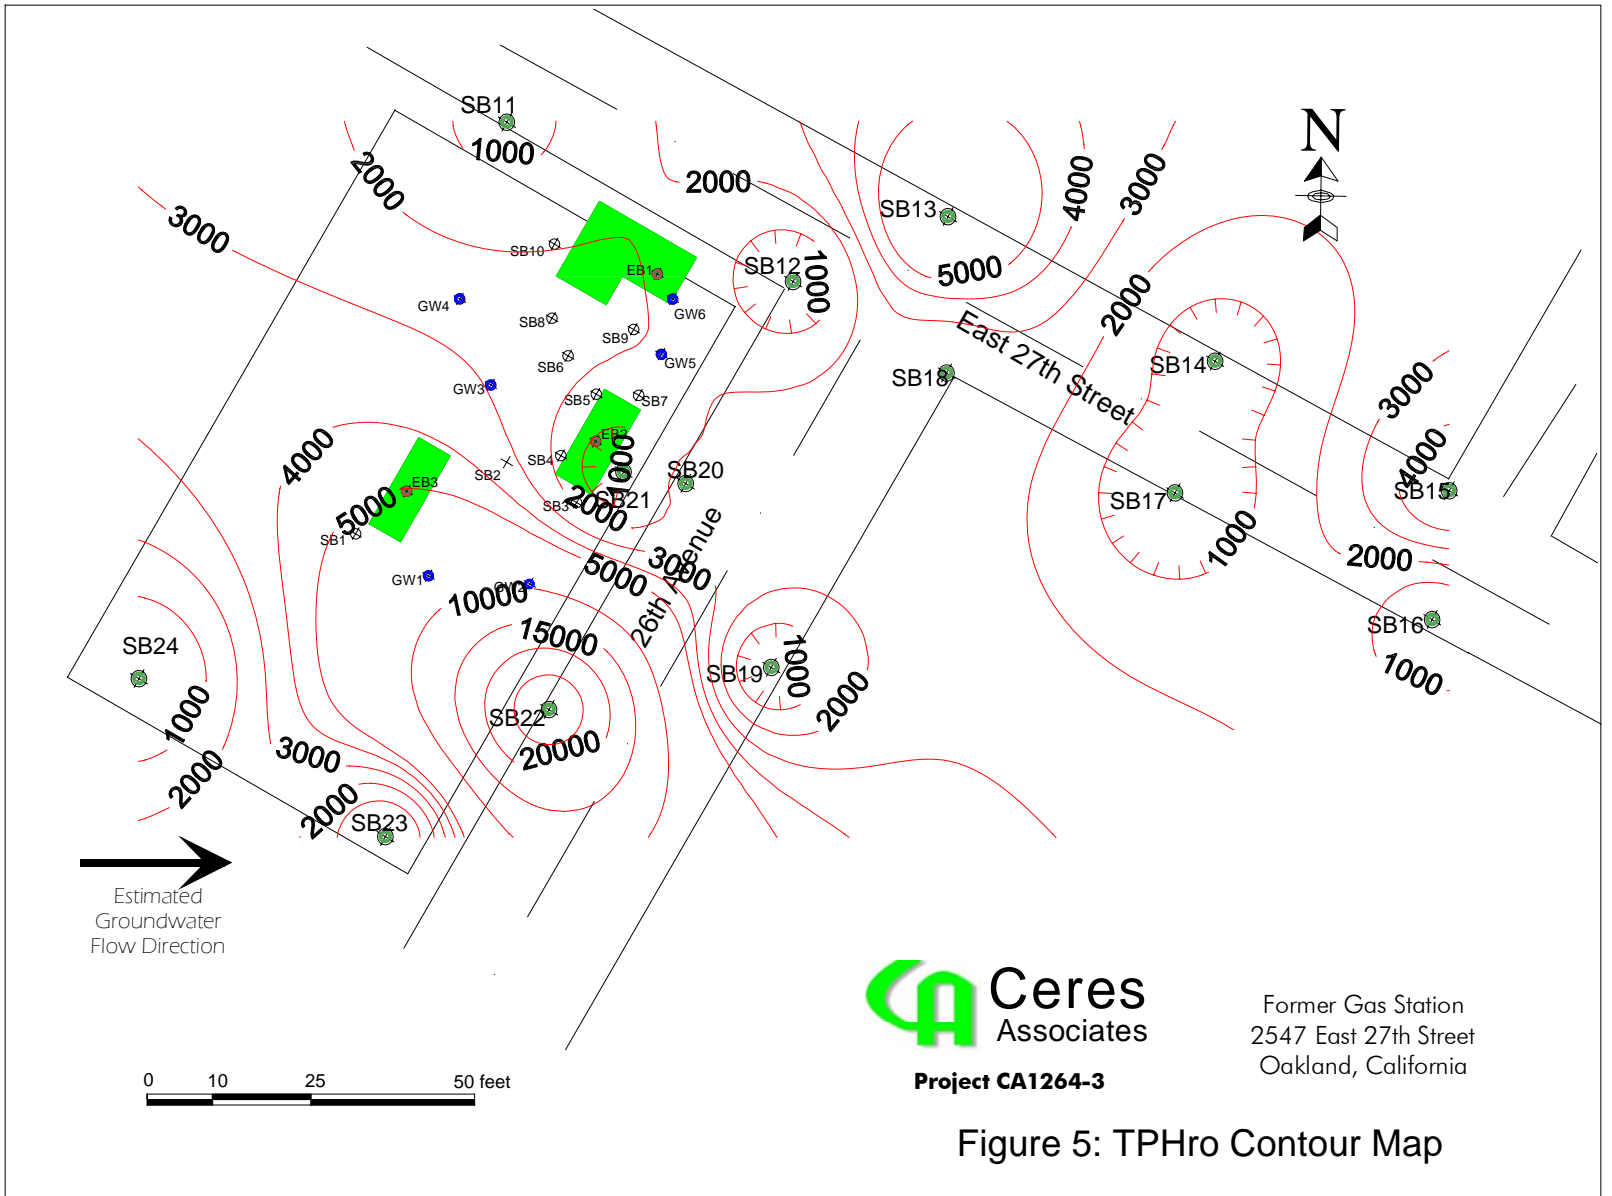 SB11
1000
2000
3000
2000
N
4000
3000
SB13
5000
SB10
EB1
SB12
1000
GW4
GW6
SB8
SB9
2000
East 27th Street
SB6
GW5
SB14
GW3
SB18
3000
SB5
SB7
EB2
4000
1000
SB4
SB2
SB20
4000
EB3
5000
SB3
2000
SB21
SB17
SB15
SB1
1000
3000
26th Avenue
2000
GW1
5000
GW2
10000
15000
SB16
SB24
1000
SB19
1000
2000
1000
SB22
20000
3000
2000
2000
SB23
Estimated
Groundwater
Flow Direction
Ceres
Associates
Project CA1264-3
Former Gas Station
2547 East 27th Street
Oakland, California
0 10 25 50 feet
Figure 5: TPHro Contour Map